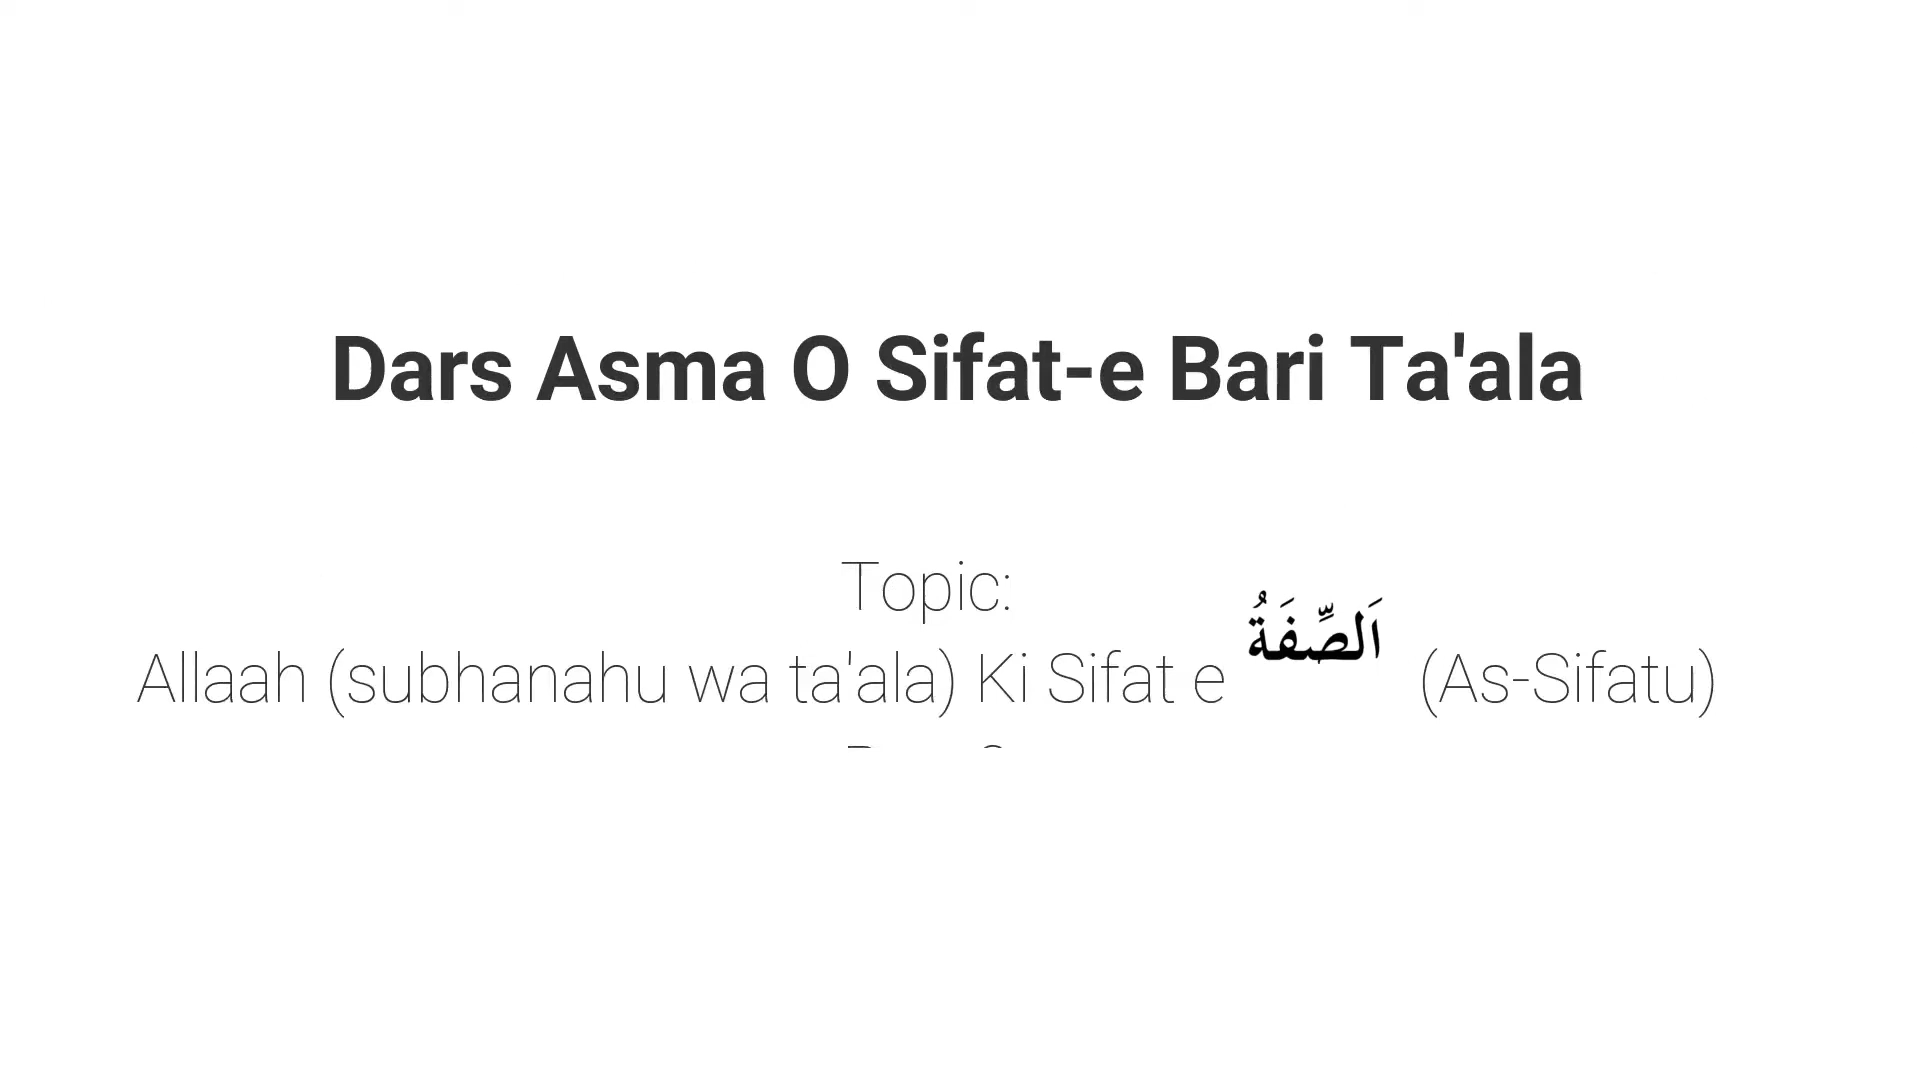 Dars Asma O Sifat-e Bari Ta'ala
Topic:
Allaah (subhanahu wa ta'ala) Ki Sifat e اَلصِّفَةُ (As-Sifatu)